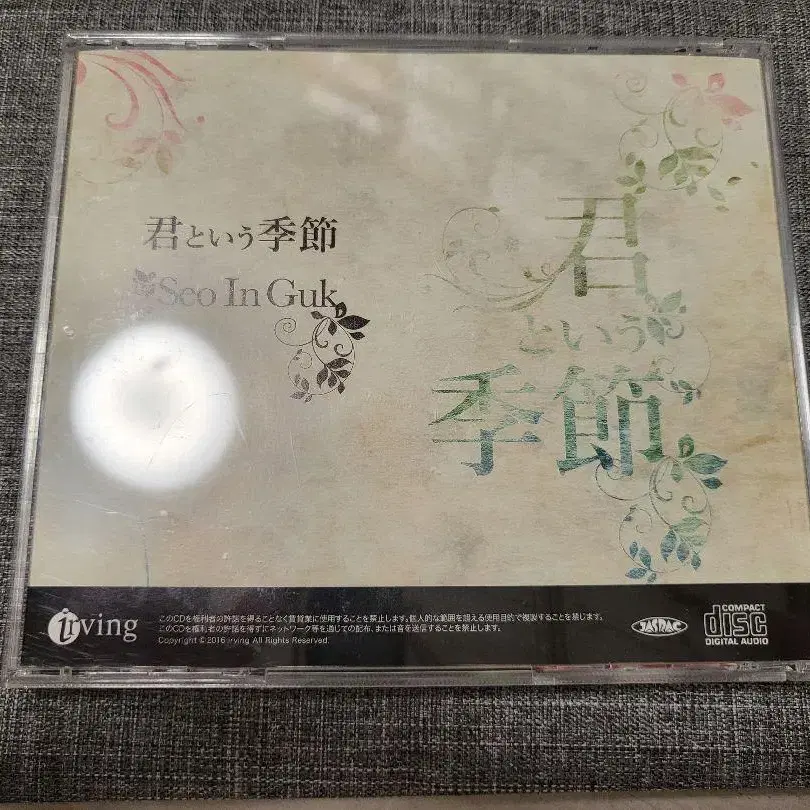 君という季節
Seo In Guk
君
という
季節
irving
このCDを権利者の許諾を得ることなく賃貸業に使用することを禁止します。個人的な範囲を超える使用目的で複製することを禁じます。
このCDを権利者の許諾を得ずにネットワーク等を通じての配布、または音を送信することを禁止します。
Copyright © 2016 irving All Rights Reserved.
JASRAC
COMPACT
disc
DIGITAL AUDIO